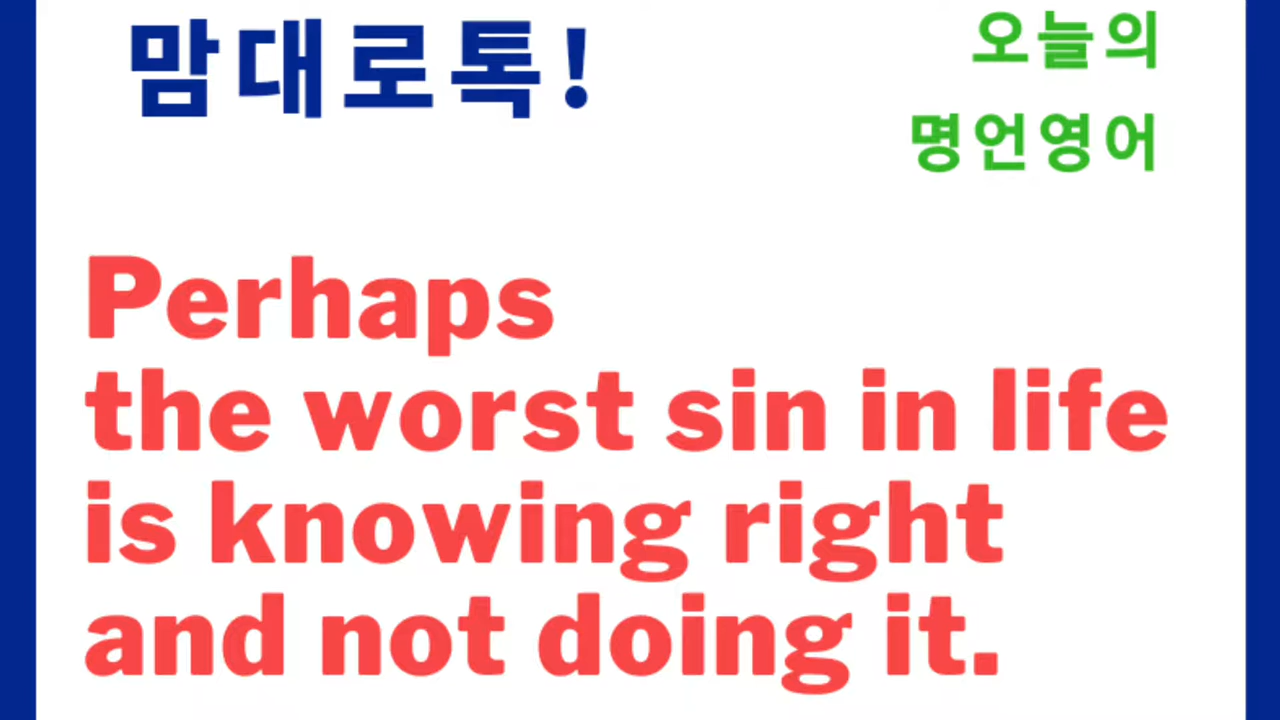 맘대로톡!
오늘의
명언영어
Perhaps
the worst sin in life
is knowing right
and not doing it.